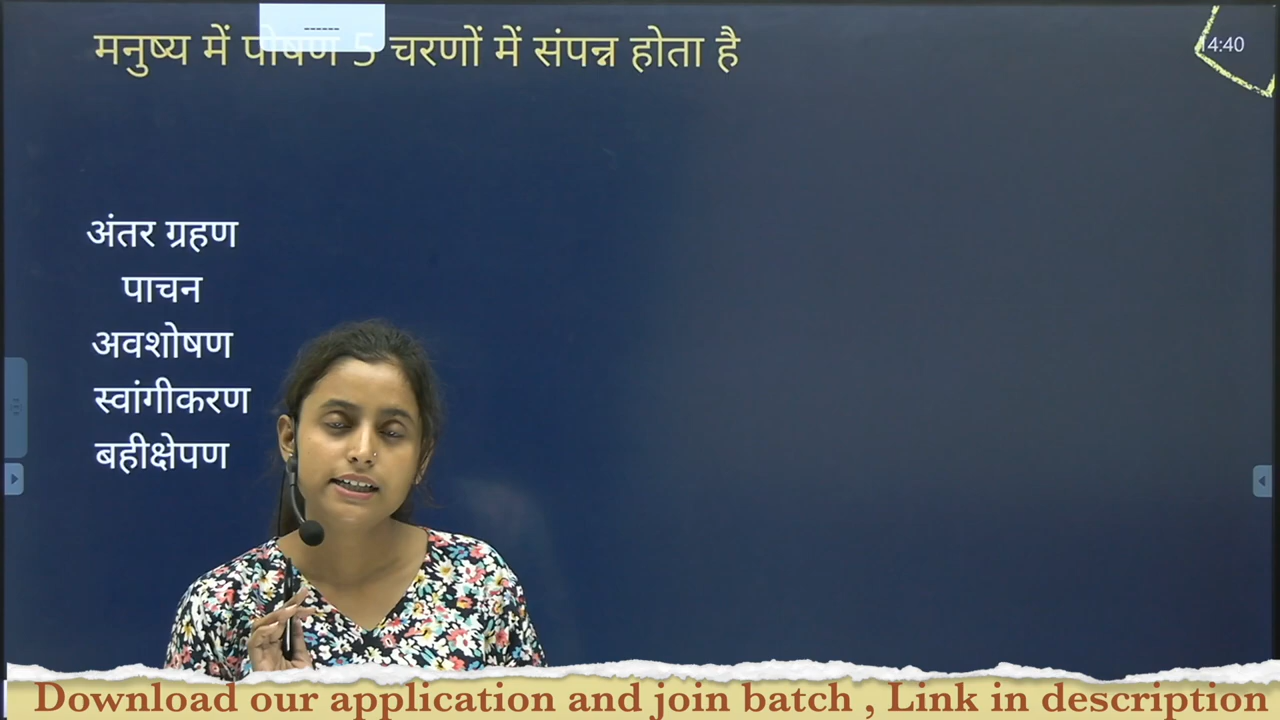 ------
मनुष्य में पोषण 5 चरणों में संपन्न होता है
14:40
अंतर ग्रहण
पाचन
अवशोषण
स्वांगीकरण
बहीक्षेपण
Download our application and join batch , Link in description